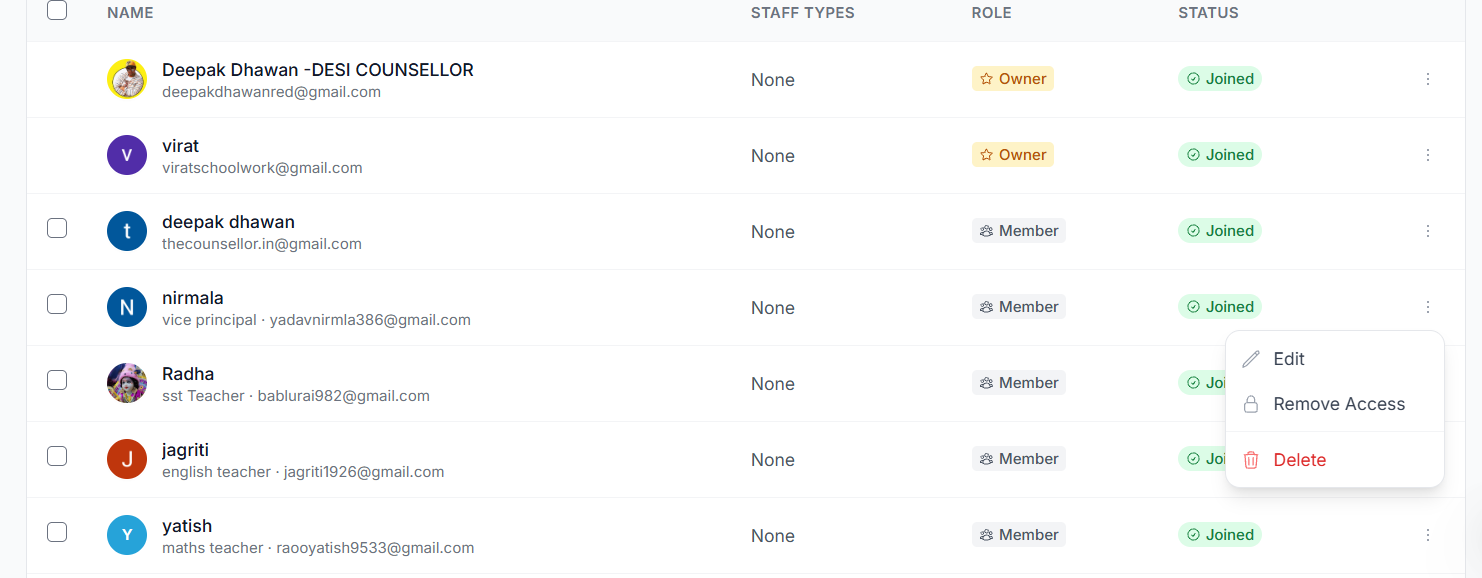 NAME STAFF TYPES ROLE STATUS
Deepak Dhawan -DESI COUNSELLOR
deepakdhawanred@gmail.com
None Owner Joined
V
virat
viratschoolwork@gmail.com
None Owner Joined
t
deepak dhawan
thecounsellor.in@gmail.com
None Member Joined
N
nirmala
vice principal · yadavnirmla386@gmail.com
None Member Joined
Radha
sst Teacher · bablurai982@gmail.com
None Member Joi
J
jagriti
english teacher · jagriti1926@gmail.com
None Member Joi
Y
yatish
maths teacher · raooyatish9533@gmail.com
None Member Joined
Edit
Remove Access
Delete